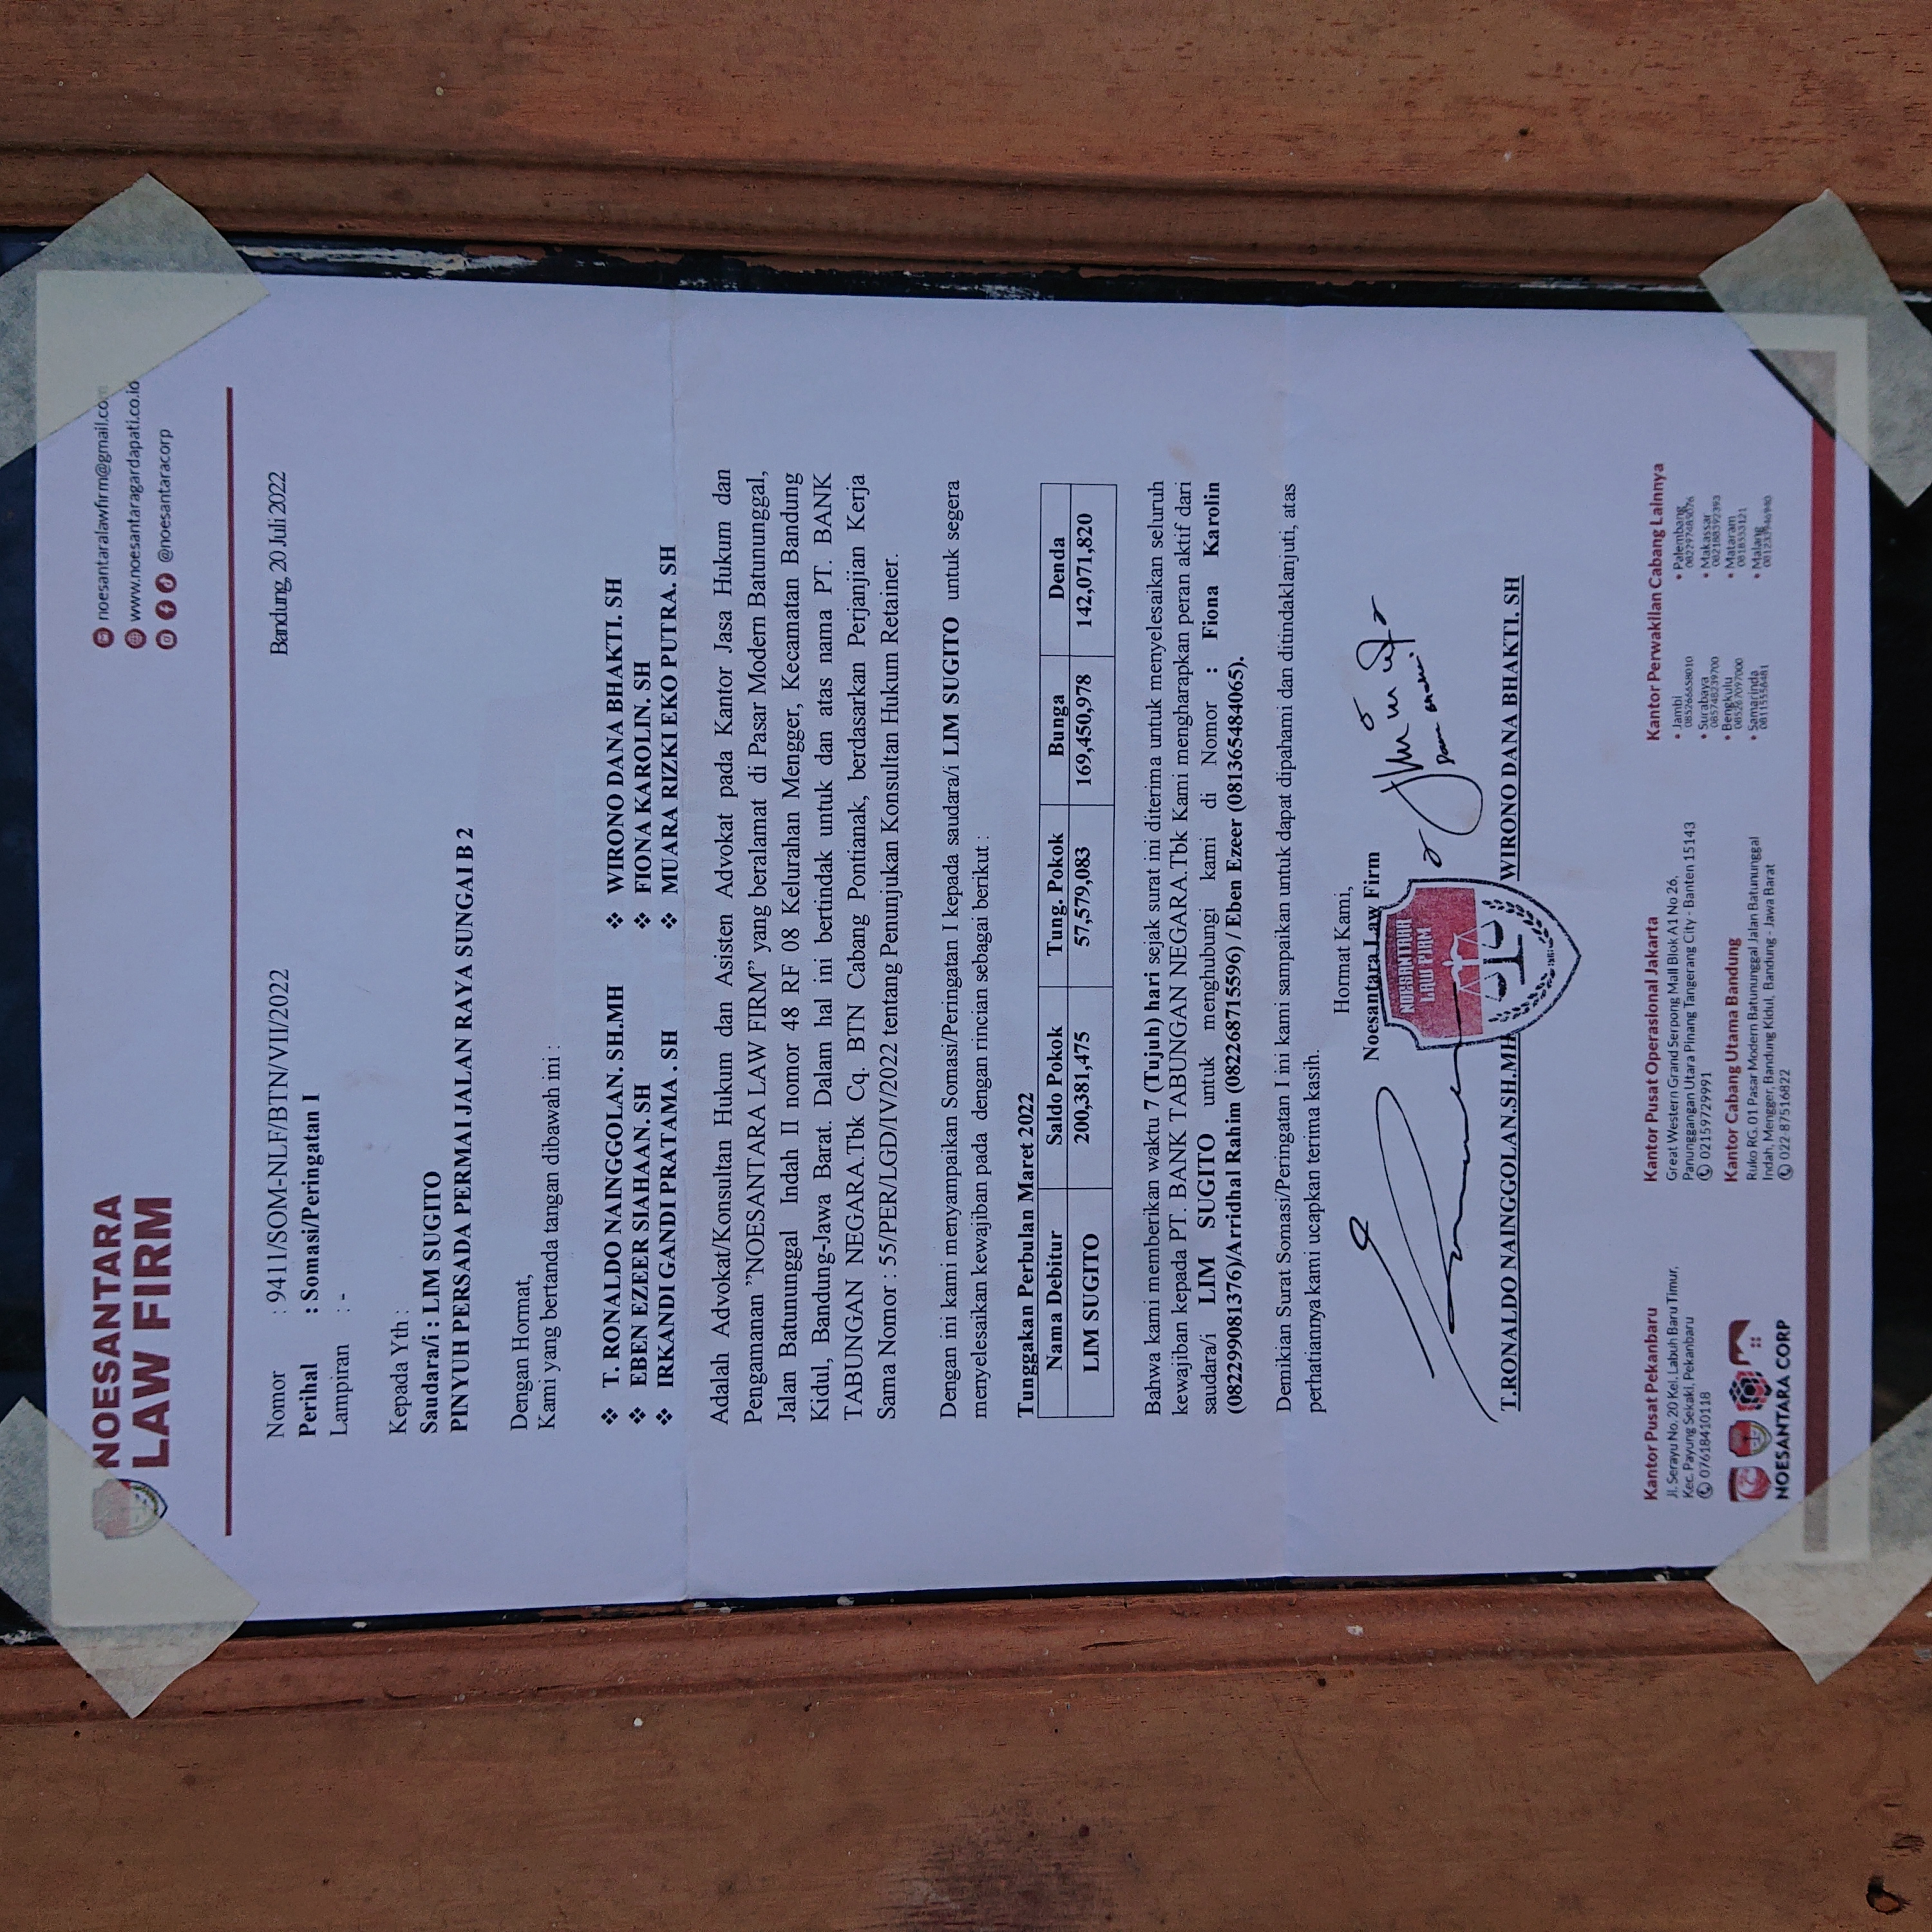 NOESANTARA
LAW FIRM
noesantaralawfirm@gmail.com
www.noesantaragardapati.co.id
@noesantaracorp
Nomor : 9411/SOM-NLF/BTN/VII/2022
Bandung, 20 Juli 2022
Perihal : Somasi/Peringatan I
Lampiran : -
Kepada Yth :
Saudara/i : LIM SUGITO
PINYUH PERSADA PERMAI JALAN RAYA SUNGAI B 2
Dengan Hormat,
Kami yang bertanda tangan dibawah ini :
❖ T. RONALDO NAINGGOLAN. SH.MH ❖ WIRONO DANA BHAKTI. SH
❖ EBEN EZEER SIAHAAN. SH ❖ FIONA KAROLIN. SH
❖ IRKANDI GANDI PRATAMA . SH ❖ MUARA RIZKI EKO PUTRA. SH
Adalah Advokat/Konsultan Hukum dan Asisten Advokat pada Kantor Jasa Hukum dan
Pengamanan "NOESANTARA LAW FIRM" yang beralamat di Pasar Modern Batununggal,
Jalan Batununggal Indah II nomor 48 RF 08 Kelurahan Mengger, Kecamatan Bandung
Kidul, Bandung-Jawa Barat. Dalam hal ini bertindak untuk dan atas nama PT. BANK
TABUNGAN NEGARA.Tbk Cq. BTN Cabang Pontianak, berdasarkan Perjanjian Kerja
Sama Nomor : 55/PER/LGD/IV/2022 tentang Penunjukan Konsultan Hukum Retainer.
Dengan ini kami menyampaikan Somasi/Peringatan I kepada saudara/i LIM SUGITO untuk segera
menyelesaikan kewajiban pada dengan rincian sebagai berikut :
Tunggakan Perbulan Maret 2022
Nama Debitur Saldo Pokok Tung. Pokok Bunga Denda
LIM SUGITO 200,381,475 57,579,083 169,450,978 142,071,820
Bahwa kami memberikan waktu 7 (Tujuh) hari sejak surat ini diterima untuk menyelesaikan seluruh
kewajiban kepada PT. BANK TABUNGAN NEGARA.Tbk Kami mengharapkan peran aktif dari
saudara/i LIM SUGITO untuk menghubungi kami di Nomor : Fiona Karolin
(082299081376)/Arridhal Rahim (082268715596) / Eben Ezeer (081365484065).
Demikian Surat Somasi/Peringatan I ini kami sampaikan untuk dapat dipahami dan ditindaklanjuti, atas
perhatiannya kami ucapkan terima kasih.
Hormat Kami,
Noesantara Law Firm
NOESANTARA
LAW FIRM
T.RONALDO NAINGGOLAN.SH.MH WIRONO DANA BHAKTI. SH
Kantor Pusat Pekanbaru
Jl. Serayu No. 20 Kel. Labuh Baru Timur,
Kec. Payung Sekaki, Pekanbaru
07618410118
NOESANTARA CORP
Kantor Pusat Operasional Jakarta
Great Western Grand Serpong Mall Blok A1 No 26,
Panunggangan Utara Pinang Tangerang City - Banten 15143
02159729991
Kantor Cabang Utama Bandung
Ruko RG. 01 Pasar Modern Batununggal Jalan Batununggal
Indah, Mengger, Bandung Kidul, Bandung - Jawa Barat
022 87516822
Kantor Perwakilan Cabang Lainnya
• Jambi
085266658010
• Surabaya
085748239700
• Bengkulu
085267097000
• Samarinda
08115556481
• Palembang
• Makassar
• Mataram
• Malang